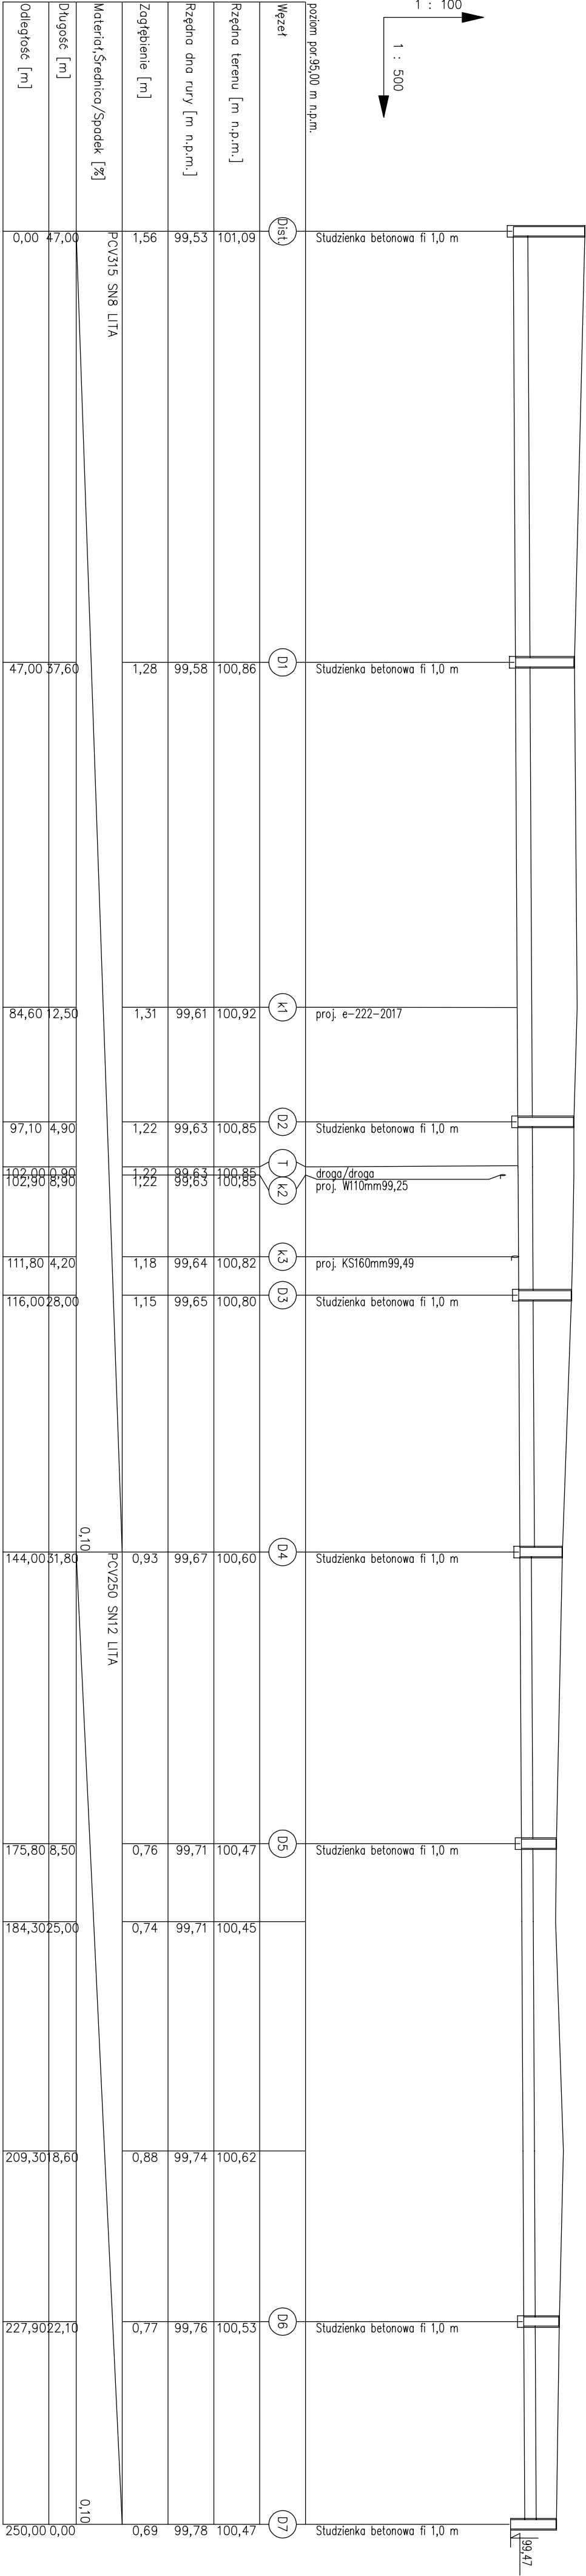 1 : 100
1 : 500
poziom por.95,00 m n.p.m.
Studzienka betonowa fi 1,0 m
Studzienka betonowa fi 1,0 m
proj. e-222-2017
Studzienka betonowa fi 1,0 m
droga/droga
proj. W110mm99,25
proj. KS160mm99,49
Studzienka betonowa fi 1,0 m
Studzienka betonowa fi 1,0 m
Studzienka betonowa fi 1,0 m
Studzienka betonowa fi 1,0 m
Studzienka betonowa fi 1,0 m
99,47
Węzeł Dist. D1 k1 D2 T k2 k3 D3 D4 D5 D6 D7
Rzędna terenu [m n.p.m.] 101,09 100,86 100,92 100,85 100,85 100,85 100,82 100,80 100,60 100,47 100,45 100,62 100,53 100,47
Rzędna dna rury [m n.p.m.] 99,53 99,58 99,61 99,63 99,63 99,63 99,64 99,65 99,67 99,71 99,71 99,74 99,76 99,78
Zagłębienie [m] 1,56 1,28 1,31 1,22 1,22 1,22 1,18 1,15 0,93 0,76 0,74 0,88 0,77 0,69
Materiał,Średnica/Spadek [%] PCV315 SN8 LITA 0,10 PCV250 SN12 LITA 0,10
Długość [m] 47,00 37,60 12,50 4,90 0,90 8,90 4,20 28,00 31,80 8,50 25,00 18,60 22,10 0,00
Odległość [m] 0,00 47,00 84,60 97,10 102,00 102,90 111,80 116,00 144,00 175,80 184,30 209,30 227,90 250,00